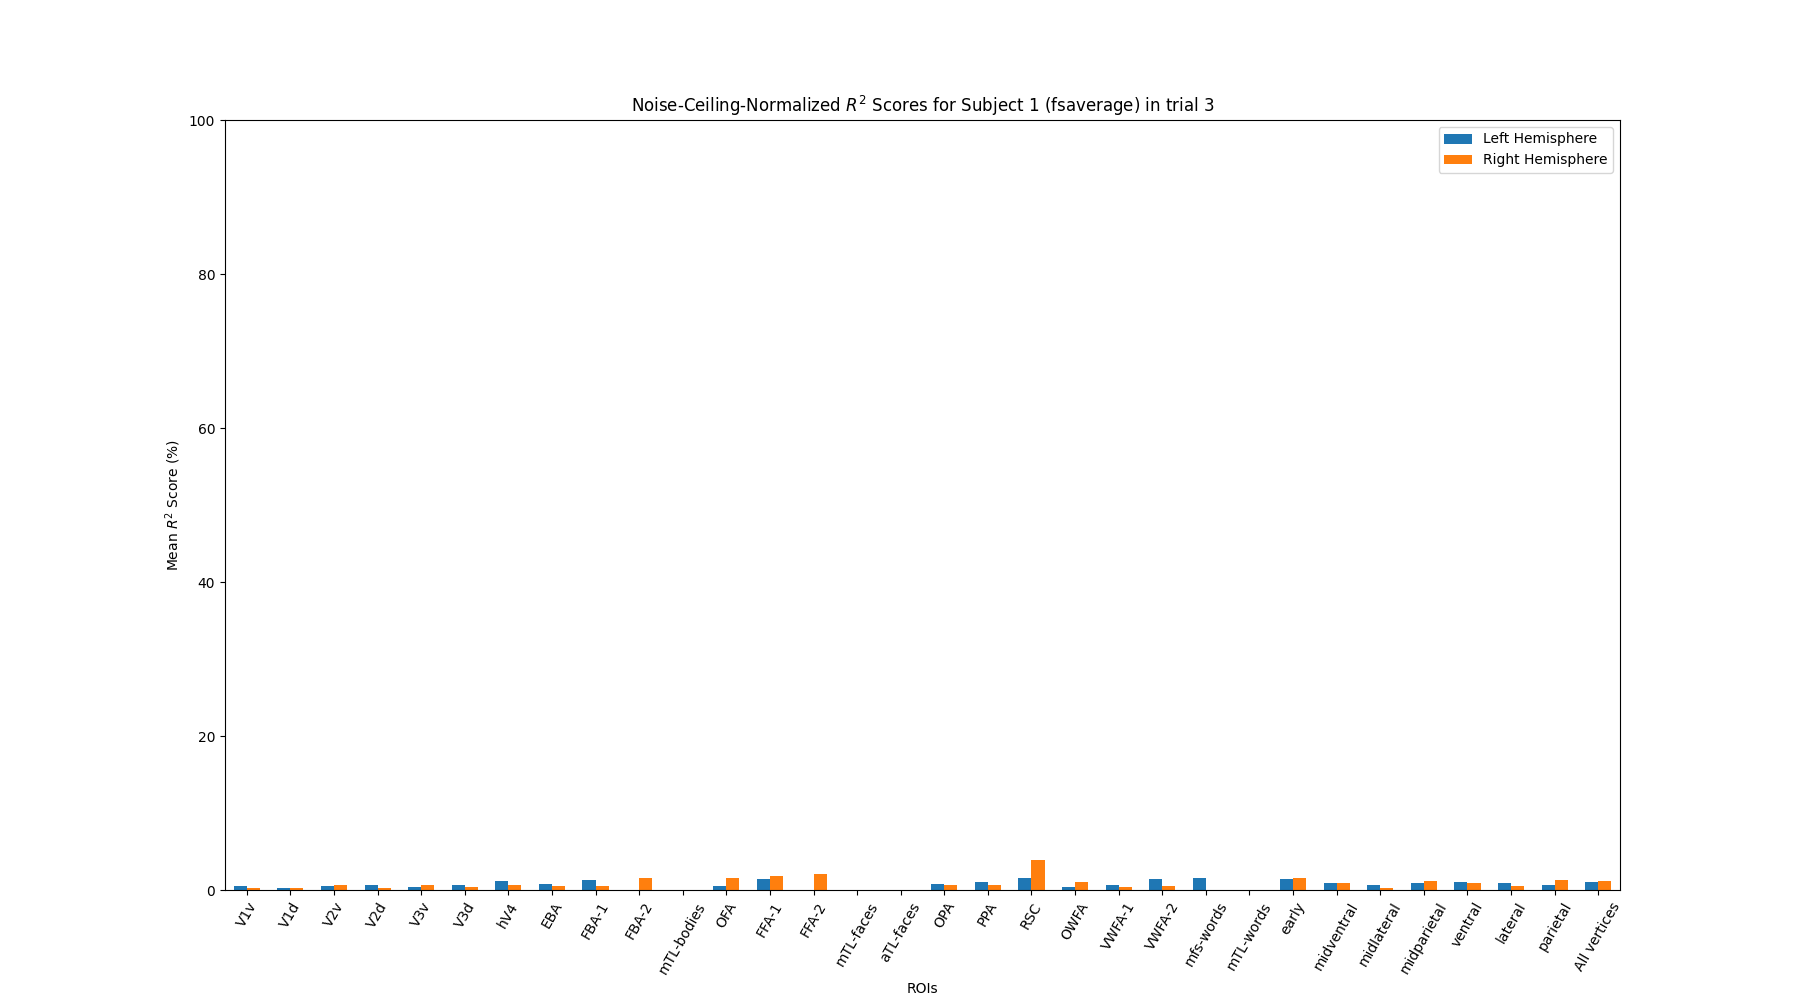 Noise-Ceiling-Normalized R² Scores for Subject 1 (fsaverage) in trial 3
100
80
60
40
20
0
Mean R² Score (%)
Left Hemisphere
Right Hemisphere
V1v
V1d
V2v
V2d
V3v
V3d
hV4
EBA
FBA-1
FBA-2
mTL-bodies
OFA
FFA-1
FFA-2
mTL-faces
aTL-faces
OPA
PPA
RSC
OWFA
VWFA-1
VWFA-2
mfs-words
mTL-words
early
midventral
midlateral
midparietal
ventral
lateral
parietal
All vertices
ROIs